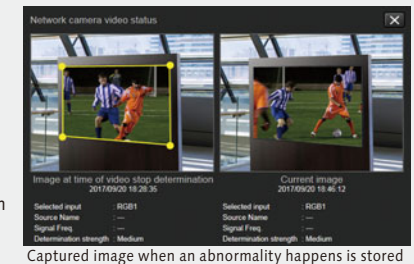 Network camera video status
Image at time of video stop determination
2017/09/20 18:28:35
Selected input : RGB1
Source Name : ---
Signal Freq. : ---
Determination strength : Medium
Current image
2017/09/20 18:46:12
Selected input : RGB1
Source Name : ---
Signal Freq. : ---
Determination strength : Medium
Captured image when an abnormality happens is stored